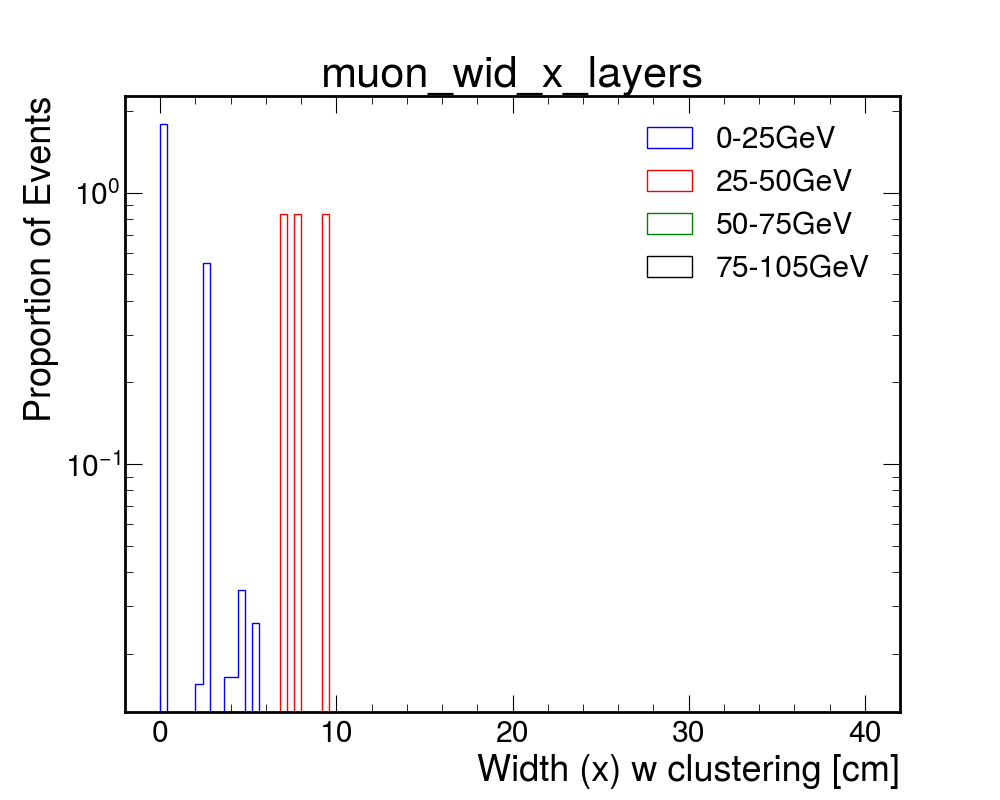 muon_wid_x_layers
Proportion of Events
10⁰
10⁻¹
0-25GeV
25-50GeV
50-75GeV
75-105GeV
0 10 20 30 40
Width (x) w clustering [cm]